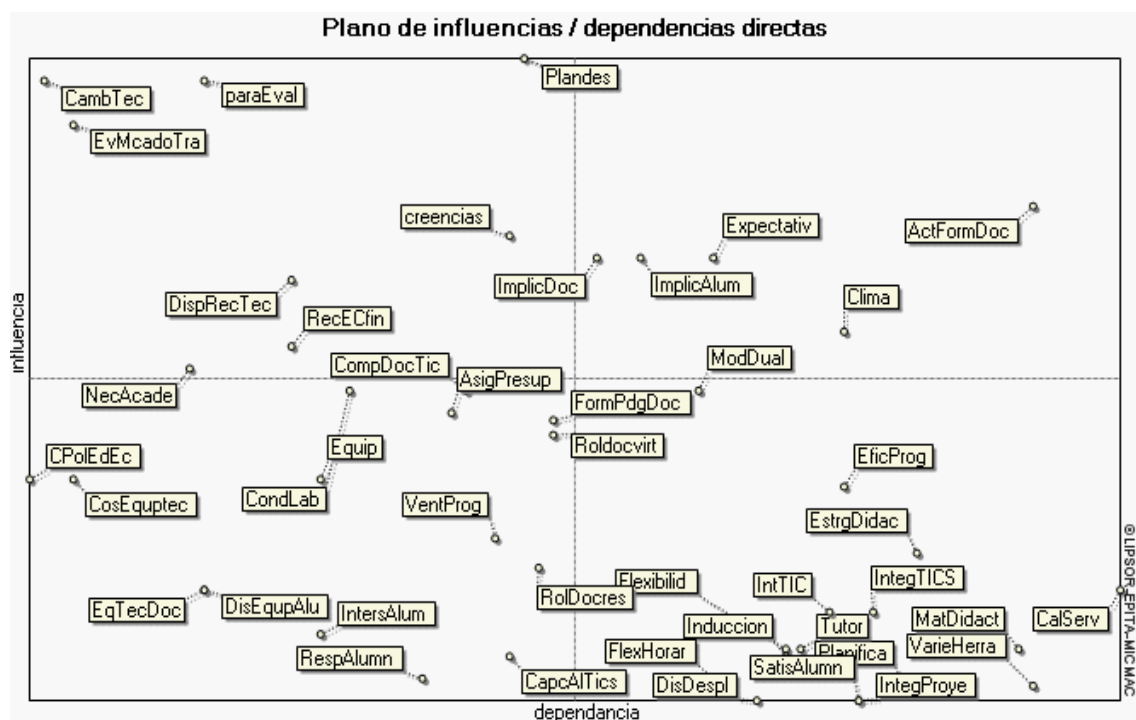 Plano de influencias / dependencias directas
Plandes
CambTec
paraEval
EvMcadoTra
creencias
Expectativ
ActFormDoc
ImplicDoc
ImplicAlum
DispRecTec
Clima
RecECfin
influencia
CompDocTic
AsigPresup
ModDual
NecAcade
FormPdgDoc
Equip
Roldocvirt
CPolEdEc
EficProg
CosEquptec
CondLab
VentProg
EstrgDidac
Flexibilid
IntTIC
IntegTICS
EqTecDoc
DisEqupAlu
IntersAlum
RolDocres
Induccion
Tutor
MatDidact
CalServ
RespAlumn
FlexHorar
Planifica
VarieHerra
SatisAlumn
CapcAlTics
DisDespl
IntegProye
dependancia
© LIPSOR-EPITA-MICMAC